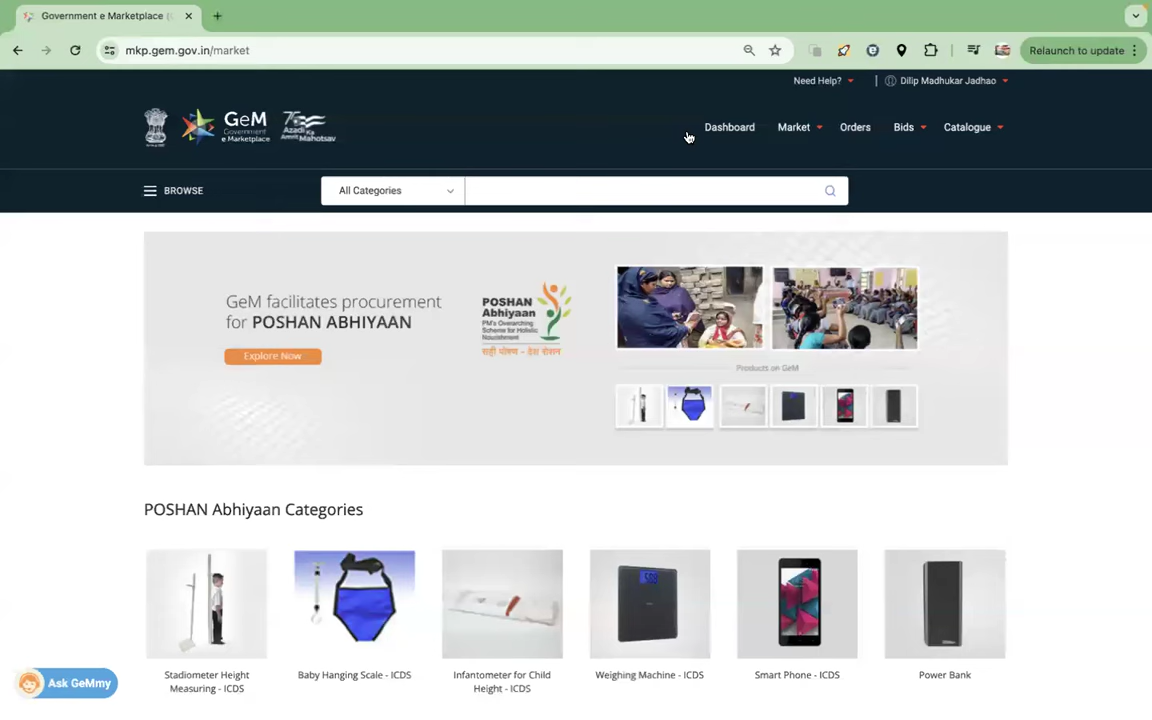 Government e Marketplace (
mkp.gem.gov.in/market
Relaunch to update
Need Help?
Dilip Madhukar Jadhao
GeM
Government
e Marketplace
Azadi Ka
Amrit Mahotsav
Dashboard
Market
Orders
Bids
Catalogue
BROWSE
All Categories
GeM facilitates procurement
for POSHAN ABHIYAAN
Explore Now
POSHAN
Abhiyaan
PM's Overarching
Scheme for Holistic
Nourishment
सही पोषण - देश रोशन
Products on GeM
POSHAN Abhiyaan Categories
Stadiometer Height
Measuring - ICDS
Baby Hanging Scale - ICDS
Infantometer for Child
Height - ICDS
Weighing Machine - ICDS
Smart Phone - ICDS
Power Bank
Ask GeMmy